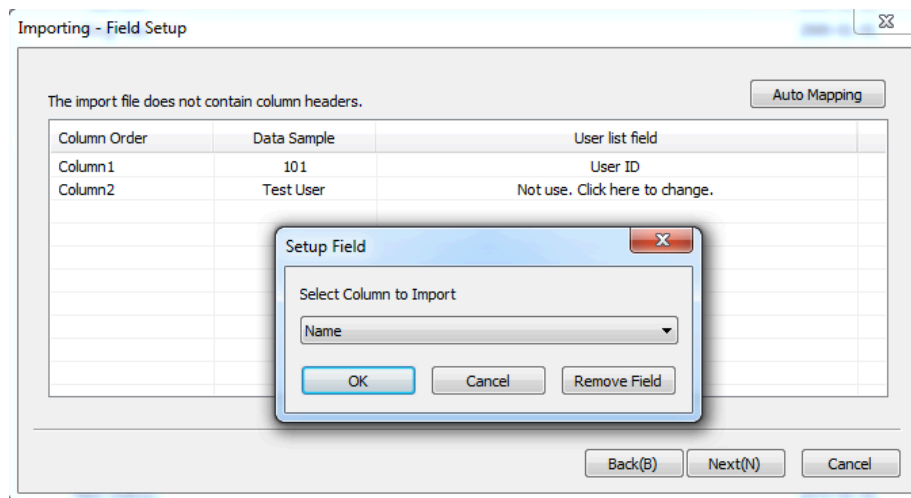 Importing - Field Setup
The import file does not contain column headers.
Auto Mapping
Column Order Data Sample User list field
Column1 101 User ID
Column2 Test User Not use. Click here to change.
Setup Field
Select Column to Import
Name
OK Cancel Remove Field
Back(B) Next(N) Cancel